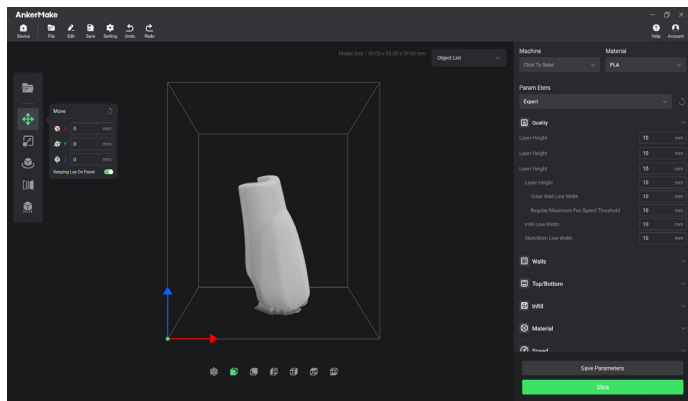 AnkerMake
Device File Edit Save Setting Undo Redo
Help Account
Model Size : 59.00 x 59.00 x 59.00 mm
Object List
Move
X 0 mm
Y 0 mm
Z 0 mm
Keeping Lay On Panel
Machine Material
Click To Selet PLA
Param Eters
Expert
Quality
Layer Height 10 mm
Layer Height 10 mm
Layer Height 10 mm
Layer Height 10 mm
Outer Wall Line Width 10 mm
Regular/Maximum Fan Speed Threshold 10 mm
Infill Line Width 10 mm
Skirt/Brim Line Width 10 mm
Walls
Top/Bottom
Infill
Material
Speed
Save Parameters
Slice